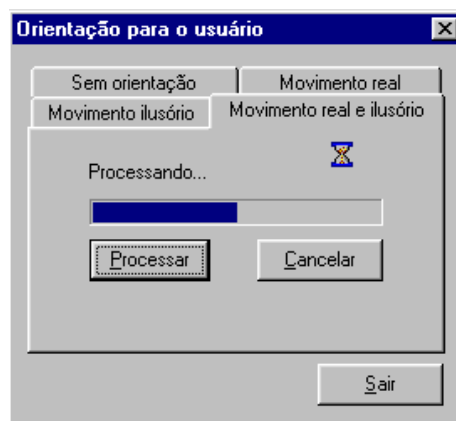 Orientação para o usuário
Sem orientação
Movimento real
Movimento ilusório
Movimento real e ilusório
Processando...
Processar
Cancelar
Sair